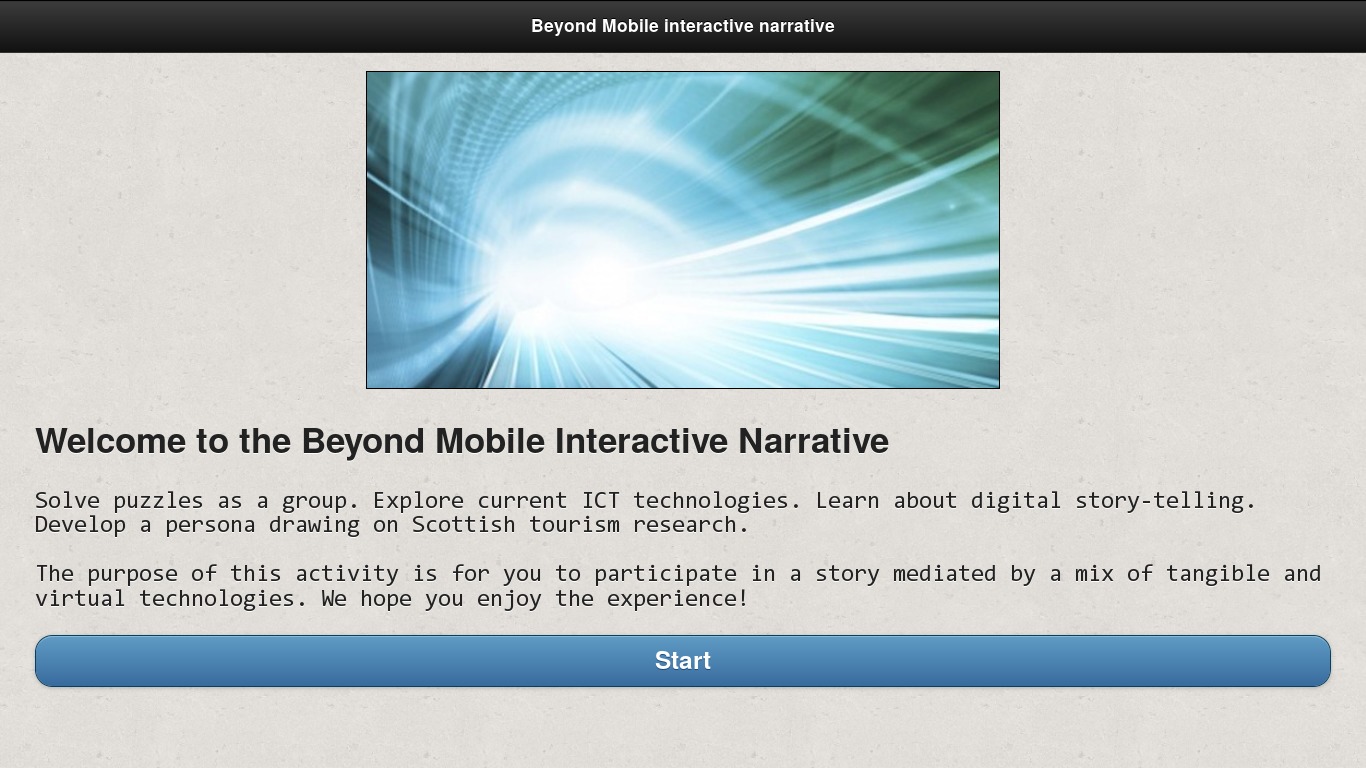 Beyond Mobile interactive narrative
Welcome to the Beyond Mobile Interactive Narrative
Solve puzzles as a group. Explore current ICT technologies. Learn about digital story-telling.
Develop a persona drawing on Scottish tourism research.
The purpose of this activity is for you to participate in a story mediated by a mix of tangible and
virtual technologies. We hope you enjoy the experience!
Start